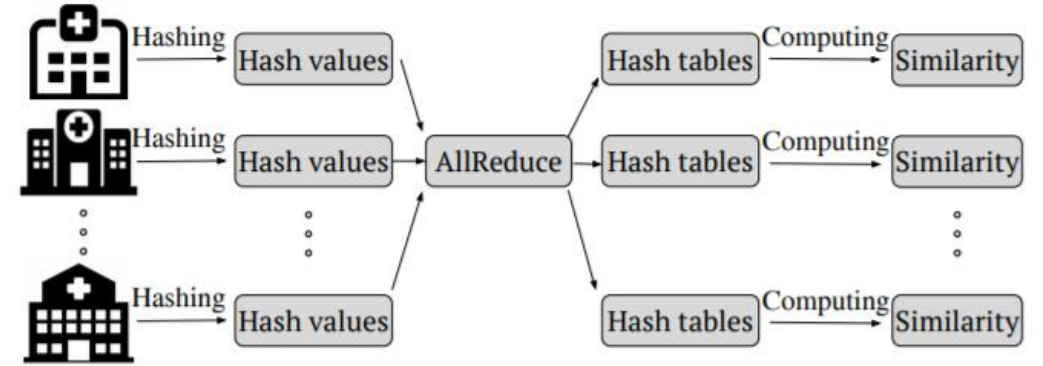 Hashing
Hash values
Hash tables
Computing
Similarity
Hashing
Hash values
AllReduce
Hash tables
Computing
Similarity
Hashing
Hash values
Hash tables
Computing
Similarity